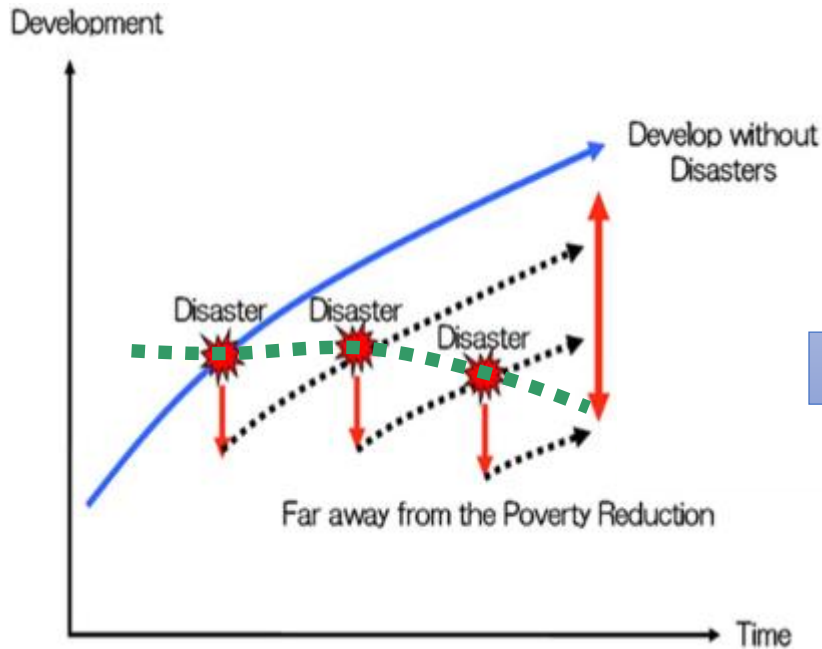 Development
Develop without
Disasters
Disaster
Disaster
Disaster
Far away from the Poverty Reduction
Time